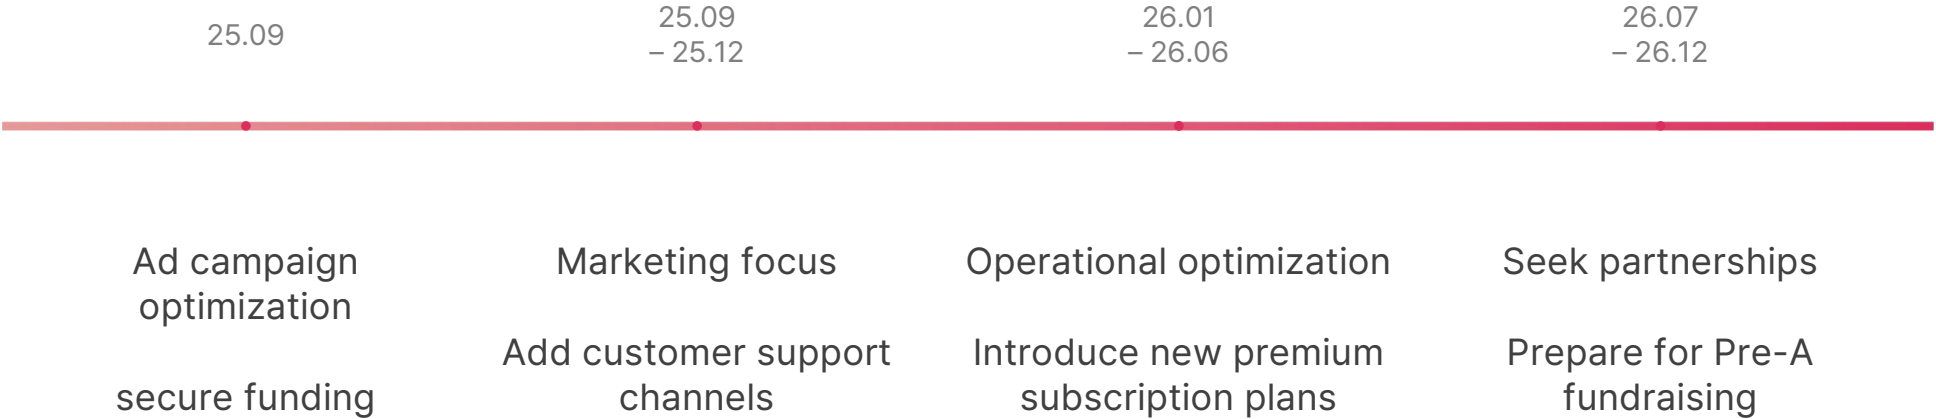 25.09
25.09
– 25.12
26.01
– 26.06
26.07
– 26.12
Ad campaign
optimization
secure funding
Marketing focus
Add customer support
channels
Operational optimization
Introduce new premium
subscription plans
Seek partnerships
Prepare for Pre-A
fundraising